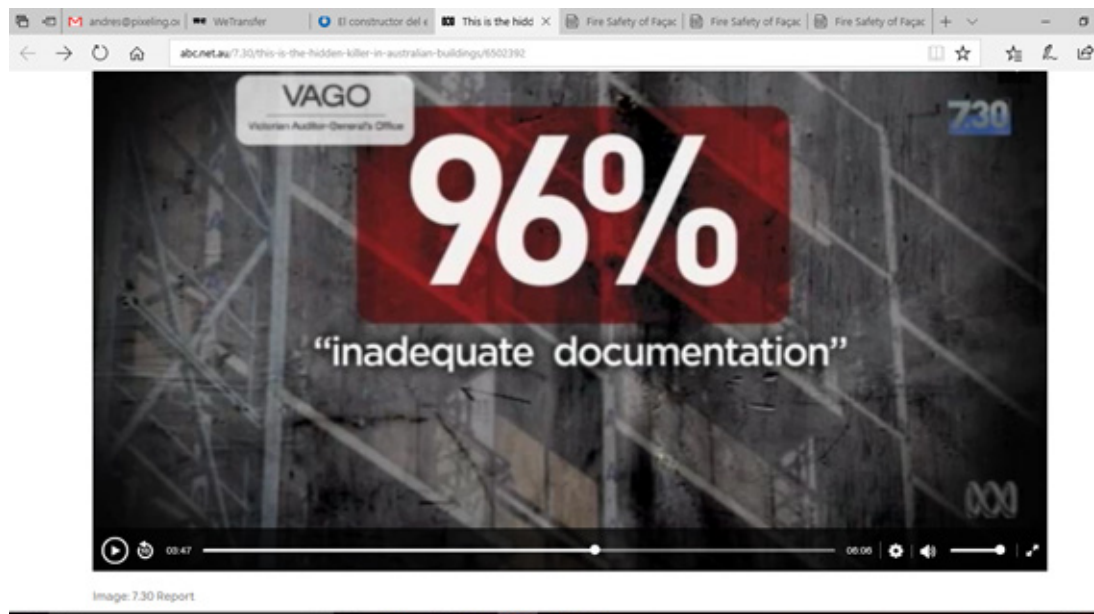 andres@pixeling.o
WeTransfer
El constructor del e
This is the hidd
Fire Safety of Façac
Fire Safety of Façac
Fire Safety of Façac
abc.net.au/7.30/this-is-the-hidden-killer-in-australian-buildings/6502392
VAGO
Victorian Auditor-General's Office
7.30
96%
“inadequate documentation”
03:47
06:06
Image: 7.30 Report